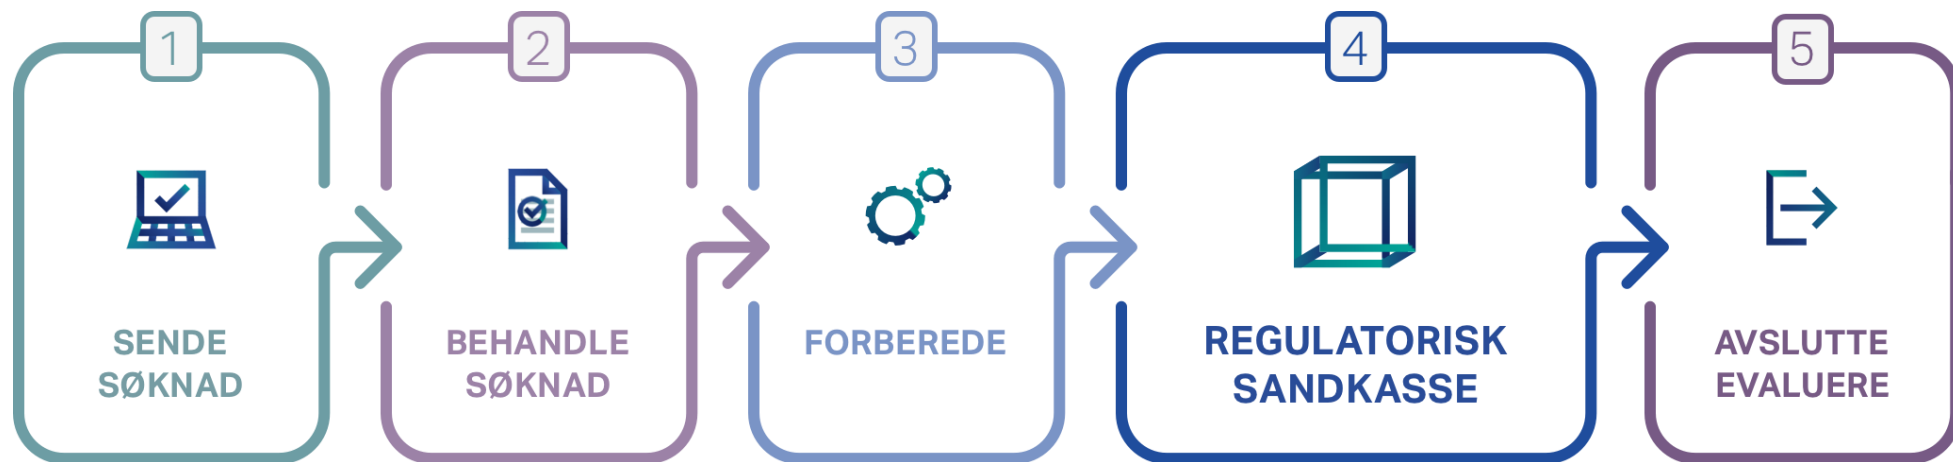 1
SENDE
SØKNAD
2
BEHANDLE
SØKNAD
3
FORBEREDE
4
REGULATORISK
SANDKASSE
5
AVSLUTTE
EVALUERE